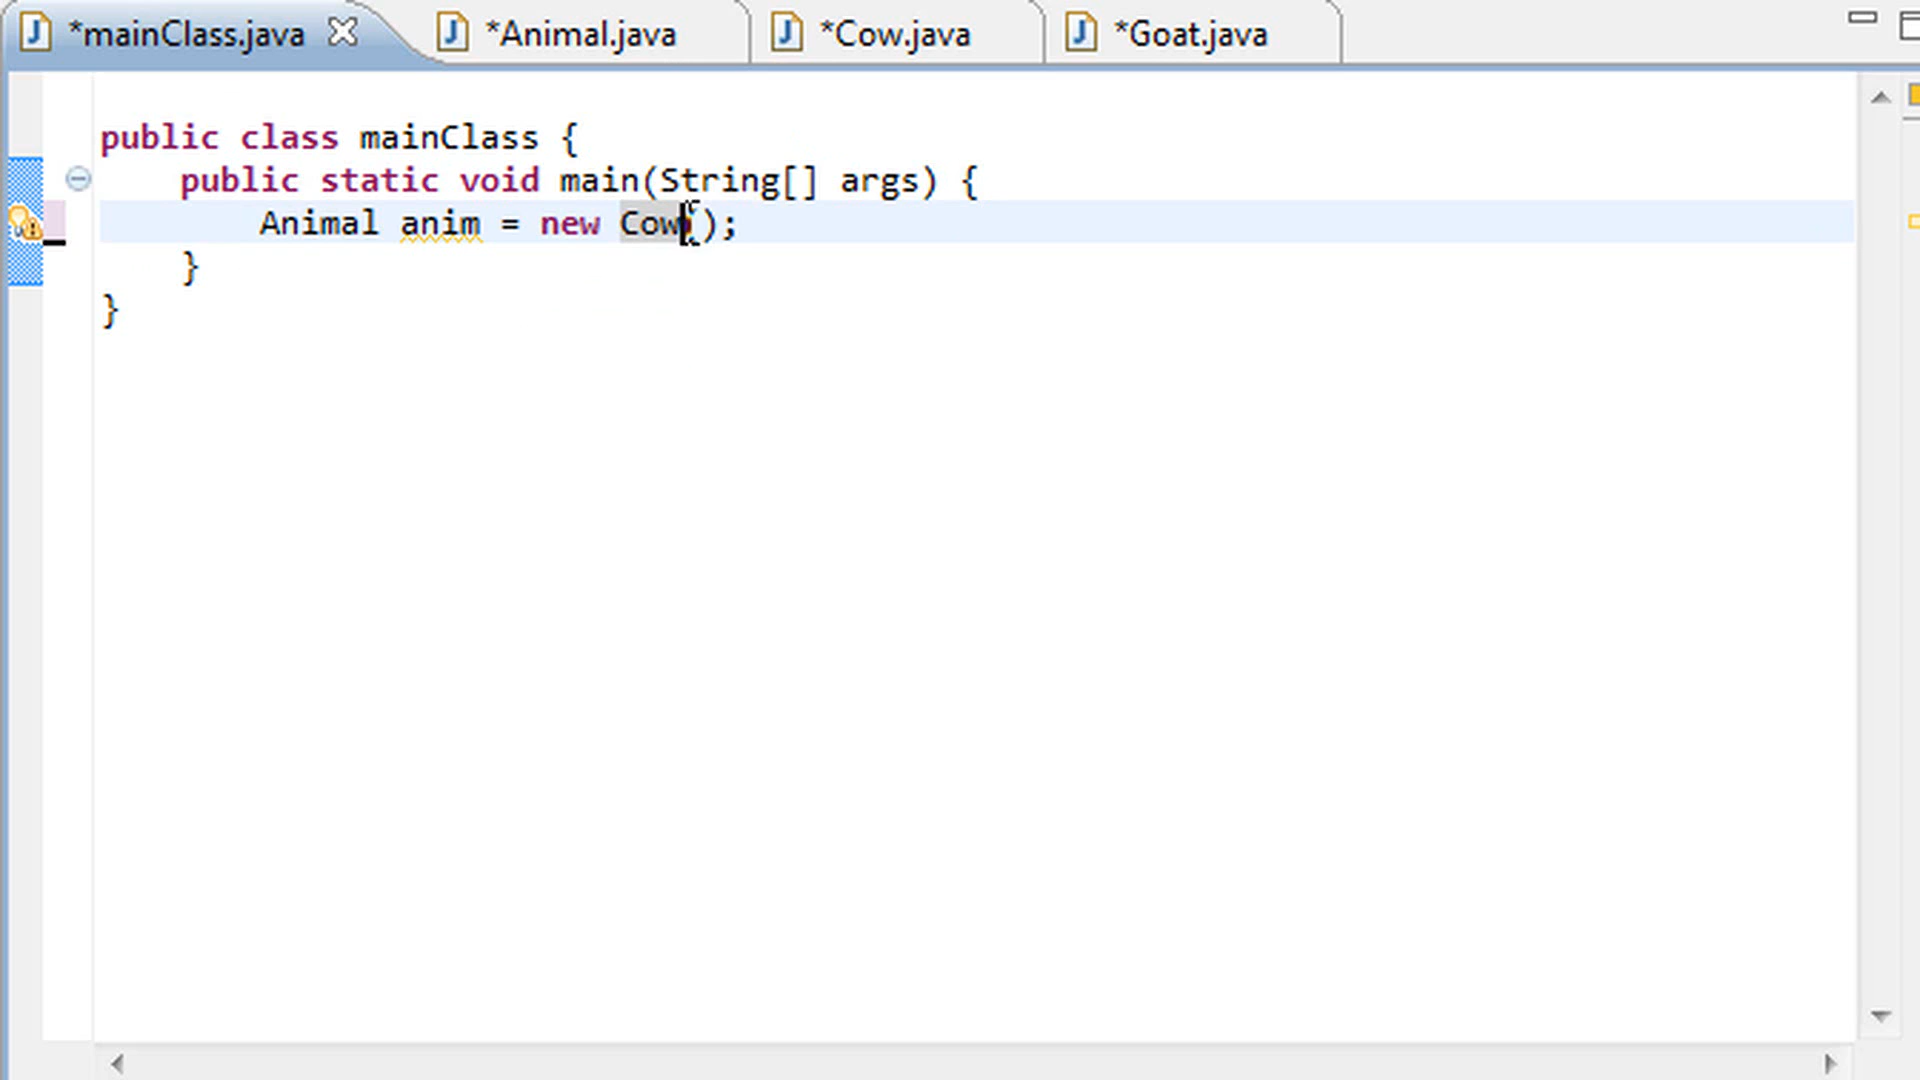 *mainClass.java *Animal.java *Cow.java *Goat.java
public class mainClass {
public static void main(String[] args) {
Animal anim = new Cow();
}
}